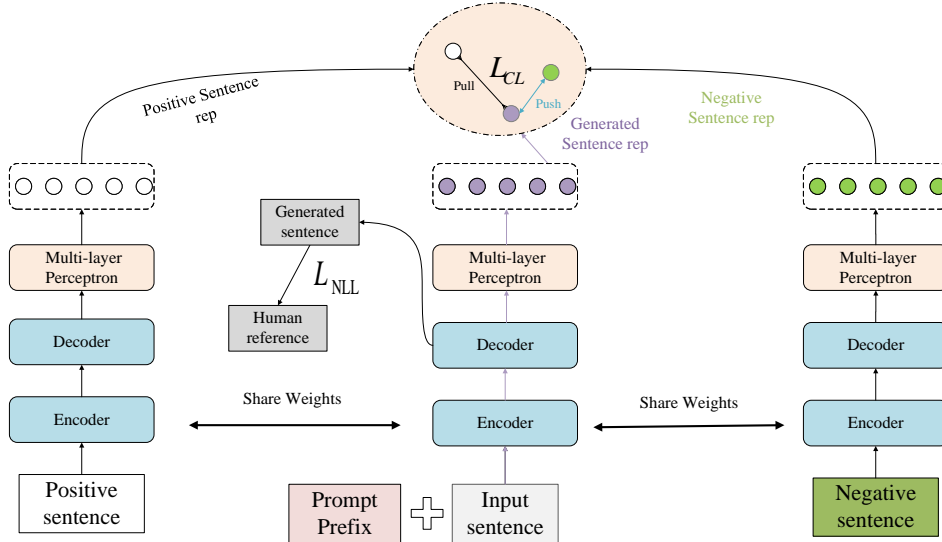 L_CL
Pull
Push
Positive Sentence
rep
Generated
Sentence rep
Negative
Sentence rep
Generated
sentence
L_NLL
Human
reference
Multi-layer
Perceptron
Multi-layer
Perceptron
Multi-layer
Perceptron
Decoder
Decoder
Decoder
Encoder
Share Weights
Encoder
Share Weights
Encoder
Positive
sentence
Prompt
Prefix
Input
sentence
Negative
sentence